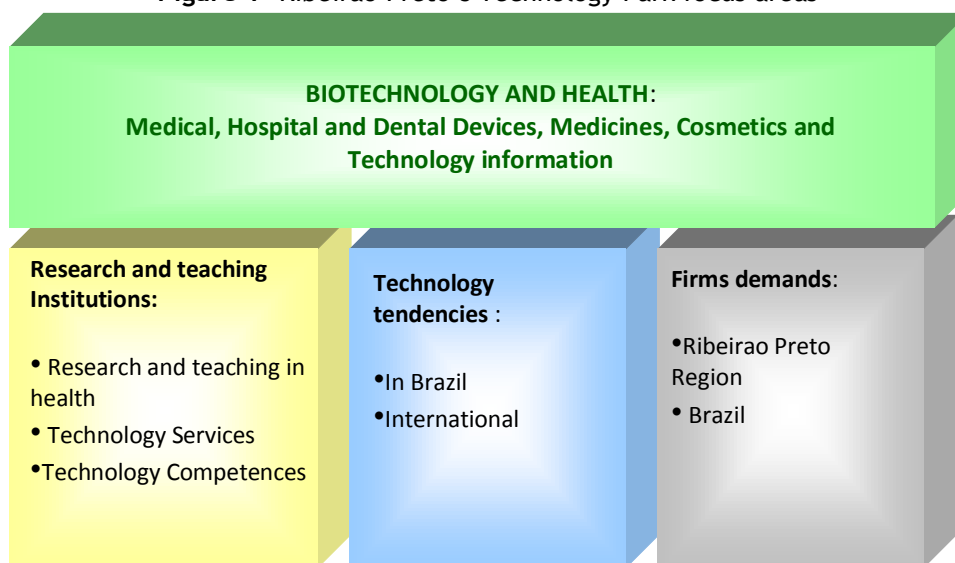 BIOTECHNOLOGY AND HEALTH:
Medical, Hospital and Dental Devices, Medicines, Cosmetics and
Technology information
Research and teaching
Institutions:
• Research and teaching in
health
• Technology Services
•Technology Competences
Technology
tendencies :
•In Brazil
•International
Firms demands:
•Ribeirao Preto
Region
• Brazil